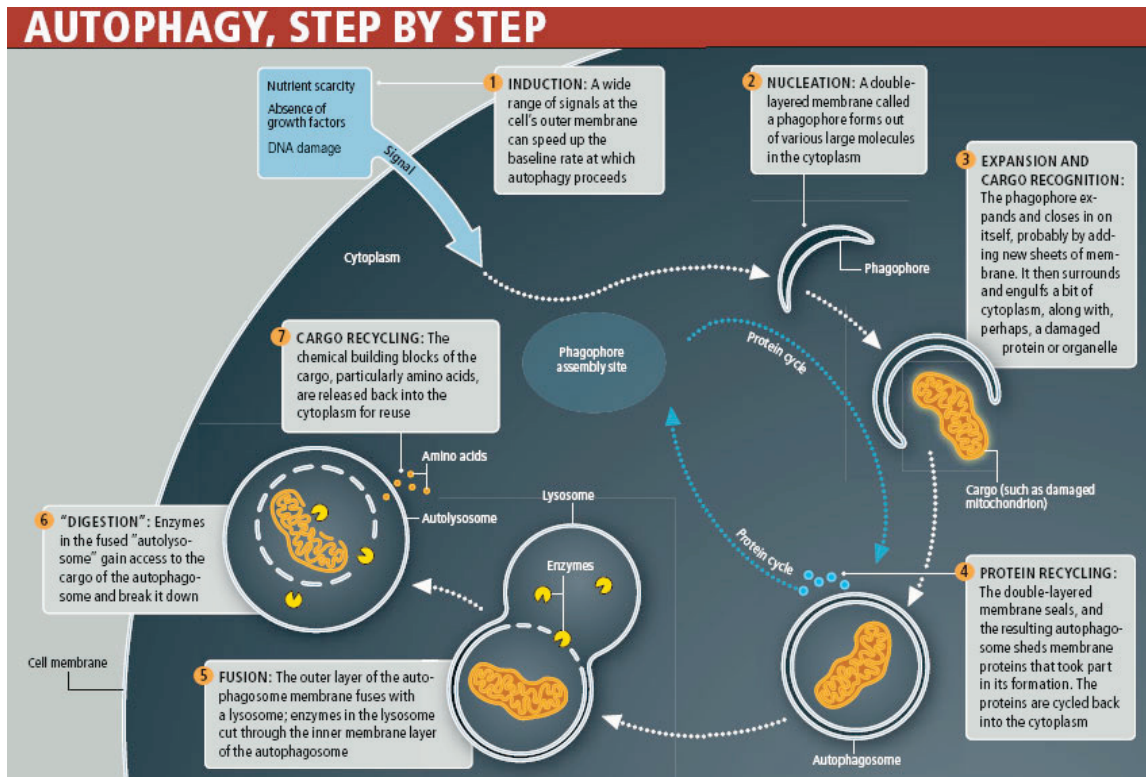 AUTOPHAGY, STEP BY STEP
Nutrient scarcity
Absence of
growth factors
DNA damage
Signal
1 INDUCTION: A wide
range of signals at the
cell's outer membrane
can speed up the
baseline rate at which
autophagy proceeds
2 NUCLEATION: A double-
layered membrane called
a phagophore forms out
of various large molecules
in the cytoplasm
3 EXPANSION AND
CARGO RECOGNITION:
The phagophore ex-
pands and closes in on
itself, probably by add-
ing new sheets of mem-
brane. It then surrounds
and engulfs a bit of
cytoplasm, along with,
perhaps, a damaged
protein or organelle
Cytoplasm
Phagophore
Phagophore
assembly site
Protein cycle
Protein cycle
Cargo (such as damaged
mitochondrion)
4 PROTEIN RECYCLING:
The double-layered
membrane seals, and
the resulting autophago-
some sheds membrane
proteins that took part
in its formation. The
proteins are cycled back
into the cytoplasm
Autophagosome
5 FUSION: The outer layer of the auto-
phagosome membrane fuses with
a lysosome; enzymes in the lysosome
cut through the inner membrane layer
of the autophagosome
Lysosome
Enzymes
6 "DIGESTION": Enzymes
in the fused "autolyso-
some" gain access to the
cargo of the autophago-
some and break it down
7 CARGO RECYCLING: The
chemical building blocks of the
cargo, particularly amino acids,
are released back into the
cytoplasm for reuse
Amino acids
Autolysosome
Cell membrane